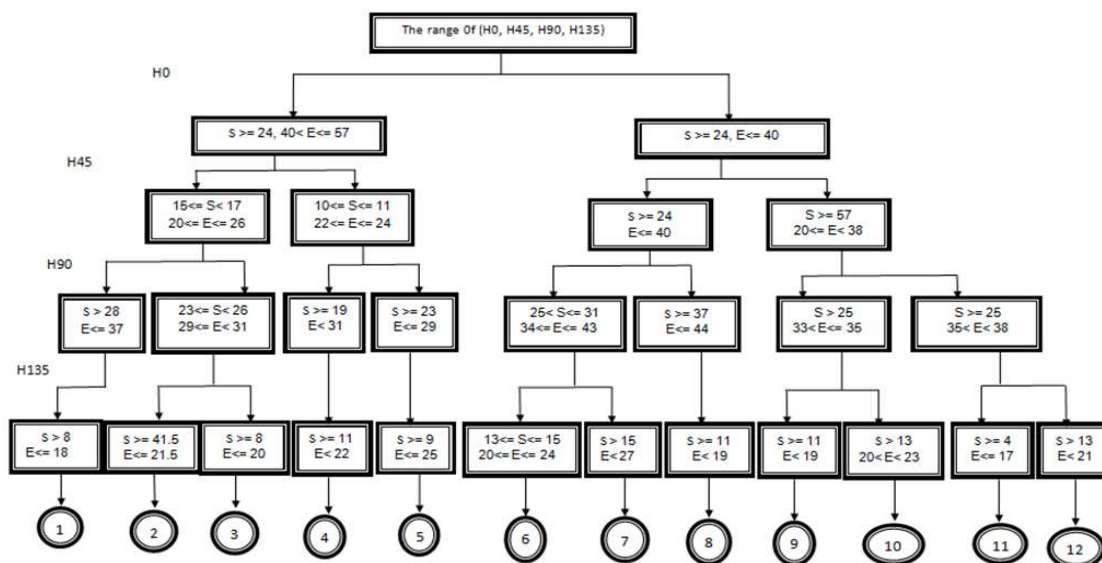 The range Of (H0, H45, H90, H135)
H0
S >= 24, 40< E<= 57
S >= 24, E<= 40
H45
15<= S< 17
20<= E<= 26
10<= S<= 11
22<= E<= 24
S >= 24
E<= 40
S >= 57
20<= E< 38
H90
S > 28
E<= 37
23<= S< 26
29<= E< 31
S >= 19
E< 31
S >= 23
E<= 29
25< S<= 31
34<= E<= 43
S >= 37
E<= 44
S > 25
33< E<= 35
S >= 25
35< E< 38
H135
S > 8
E<= 18
S >= 41.5
E<= 21.5
S >= 8
E<= 20
S >= 11
E< 22
S >= 9
E<= 25
13<= S<= 15
20<= E<= 24
S > 15
E< 27
S >= 11
E< 19
S >= 11
E< 19
S > 13
20< E< 23
S >= 4
E<= 17
S > 13
E< 21
1
2
3
4
5
6
7
8
9
10
11
12